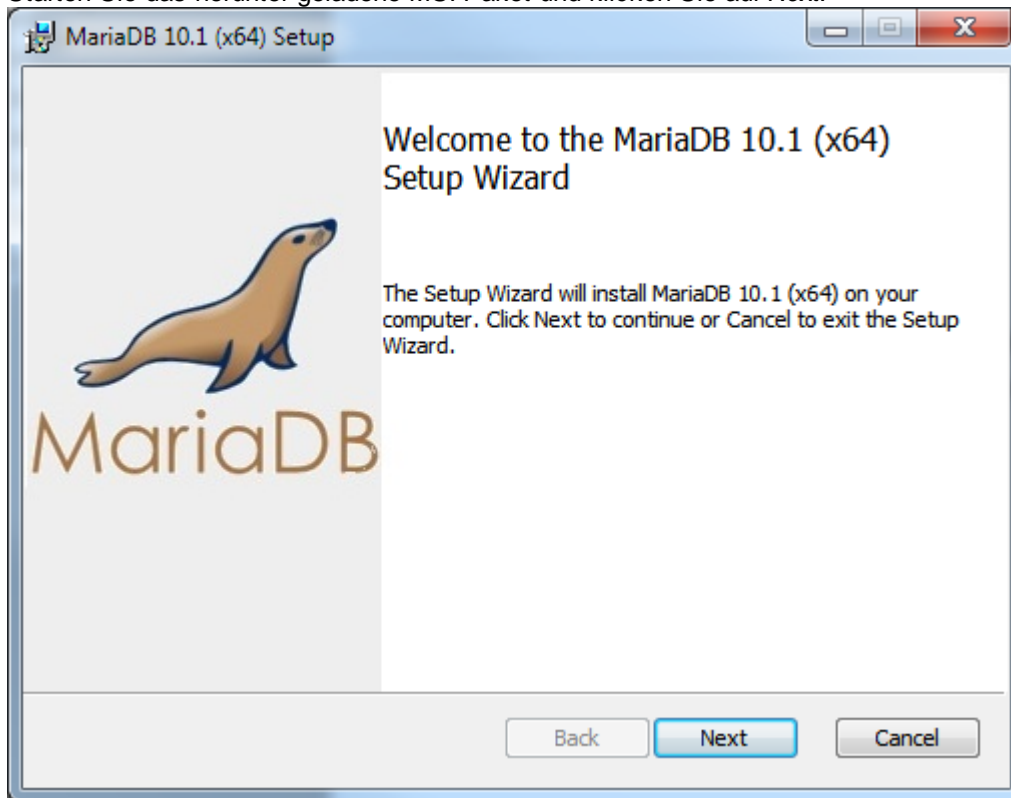 MariaDB 10.1 (x64) Setup
Welcome to the MariaDB 10.1 (x64)
Setup Wizard
The Setup Wizard will install MariaDB 10.1 (x64) on your
computer. Click Next to continue or Cancel to exit the Setup
Wizard.
MariaDB
Back Next Cancel